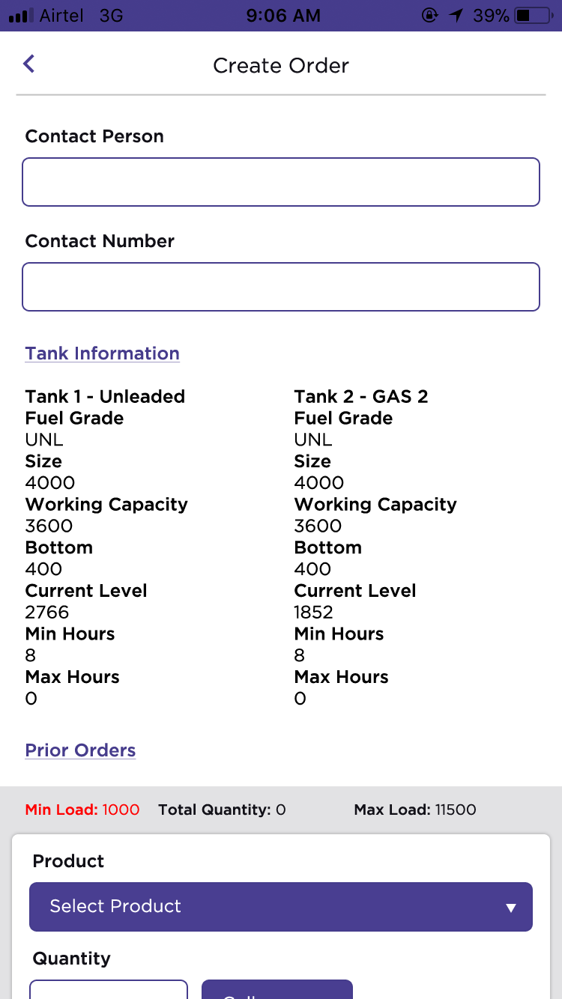 Airtel 3G 9:06 AM 39%
Create Order
Contact Person
Contact Number
Tank Information
Tank 1 - Unleaded
Fuel Grade
UNL
Size
4000
Working Capacity
3600
Bottom
400
Current Level
2766
Min Hours
8
Max Hours
0
Tank 2 - GAS 2
Fuel Grade
UNL
Size
4000
Working Capacity
3600
Bottom
400
Current Level
1852
Min Hours
8
Max Hours
0
Prior Orders
Min Load: 1000 Total Quantity: 0 Max Load: 11500
Product
Select Product
Quantity